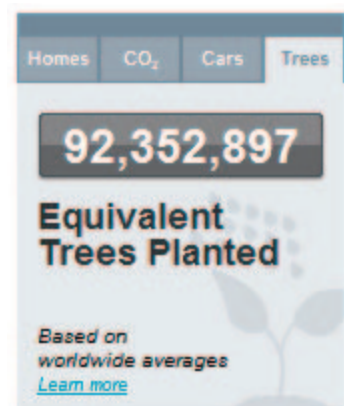 Homes CO₂ Cars Trees
92,352,897
Equivalent
Trees Planted
Based on
worldwide averages
Learn more